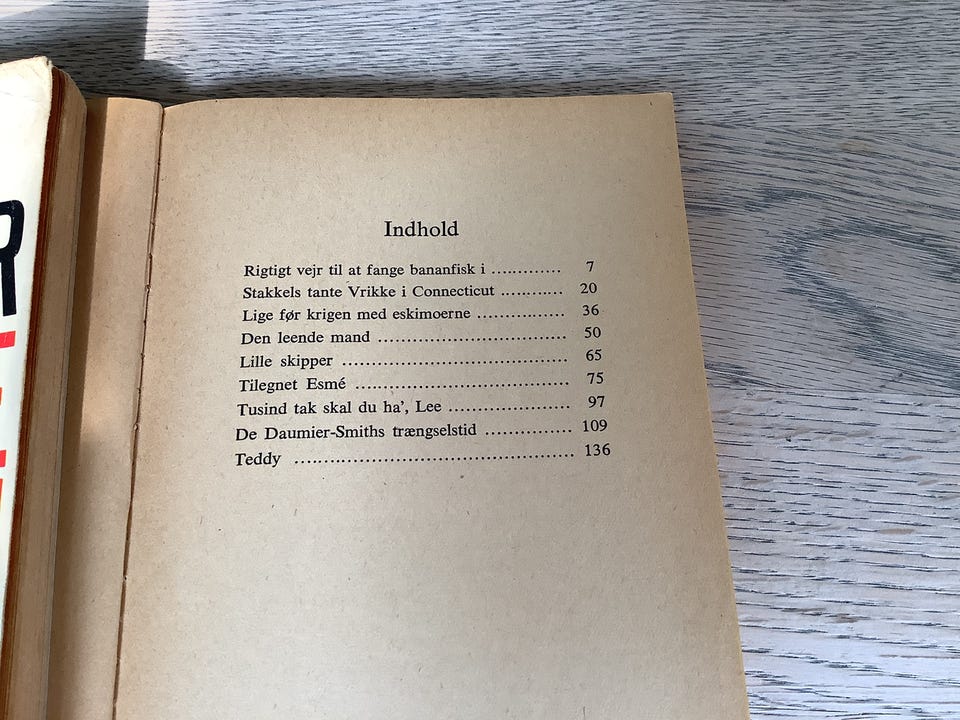 R
Indhold
Rigtigt vejr til at fange bananfisk i ............. 7
Stakkels tante Vrikke i Connecticut ........... 20
Lige før krigen med eskimoerne ................ 36
Den leende mand ................................... 50
Lille skipper .......................................... 65
Tilegnet Esmé ....................................... 75
Tusind tak skal du ha', Lee ...................... 97
De Daumier-Smiths trængselstid ............... 109
Teddy .................................................. 136